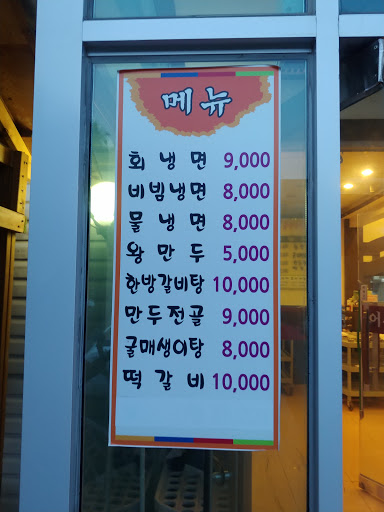 메뉴
회냉면 9,000
비빔냉면 8,000
물냉면 8,000
왕만두 5,000
한방갈비탕 10,000
만두전골 9,000
굴매생이탕 8,000
떡갈비 10,000